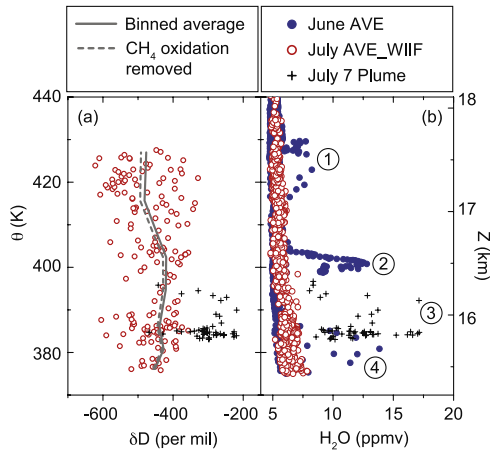 Binned average
CH4 oxidation
removed
June AVE
July AVE_WIIF
July 7 Plume
(a)
(b)
440
420
400
380
θ (K)
-600
-400
-200
δD (per mil)
1
2
3
4
18
17
16
Z (km)
5
10
15
20
H2O (ppmv)